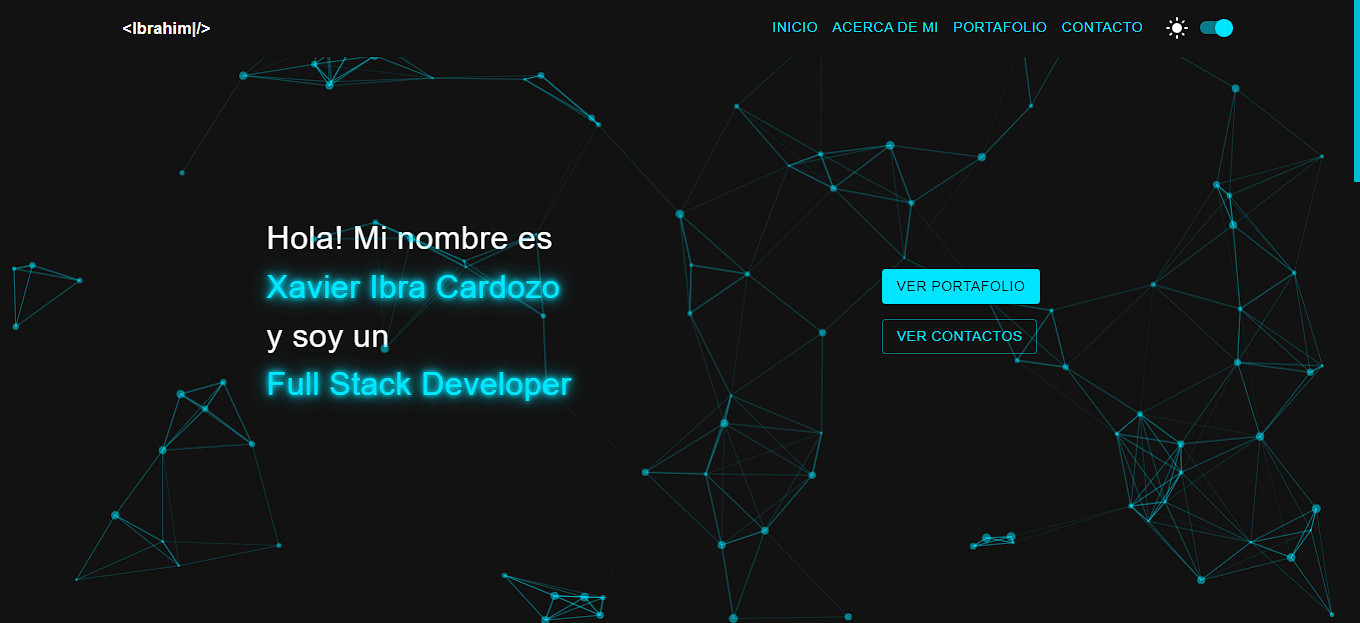 <Ibrahim|/>
INICIO ACERCA DE MI PORTAFOLIO CONTACTO
Hola! Mi nombre es
Xavier Ibra Cardozo
y soy un
Full Stack Developer
VER PORTAFOLIO
VER CONTACTOS